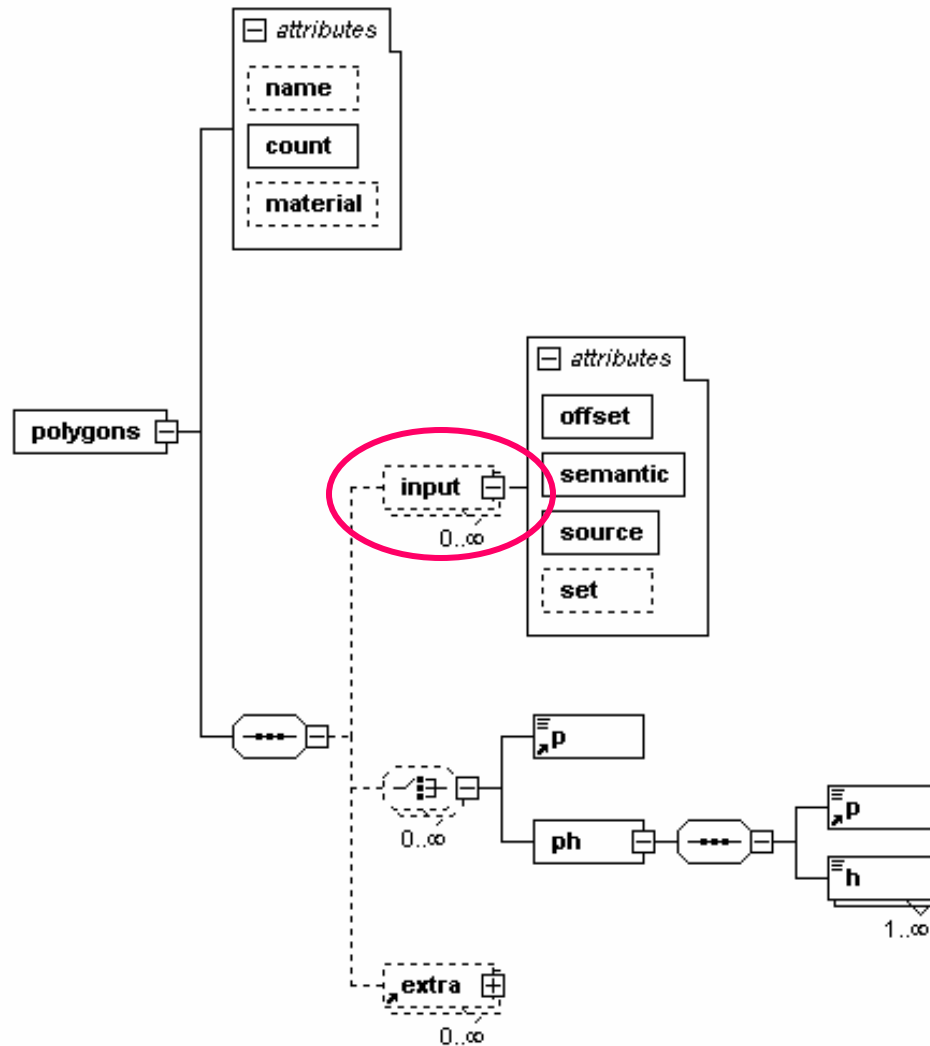 attributes
name
count
material
polygons
attributes
offset
semantic
source
set
input
0..∞
p
0..∞
ph
p
h
1..∞
extra
0..∞